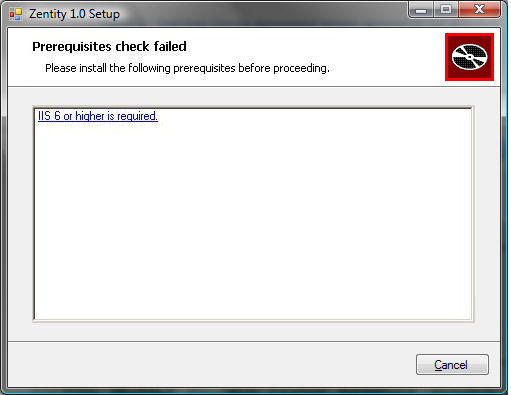 Zentity 1.0 Setup
Prerequisites check failed
Please install the following prerequisites before proceeding.
IIS 6 or higher is required.
Cancel